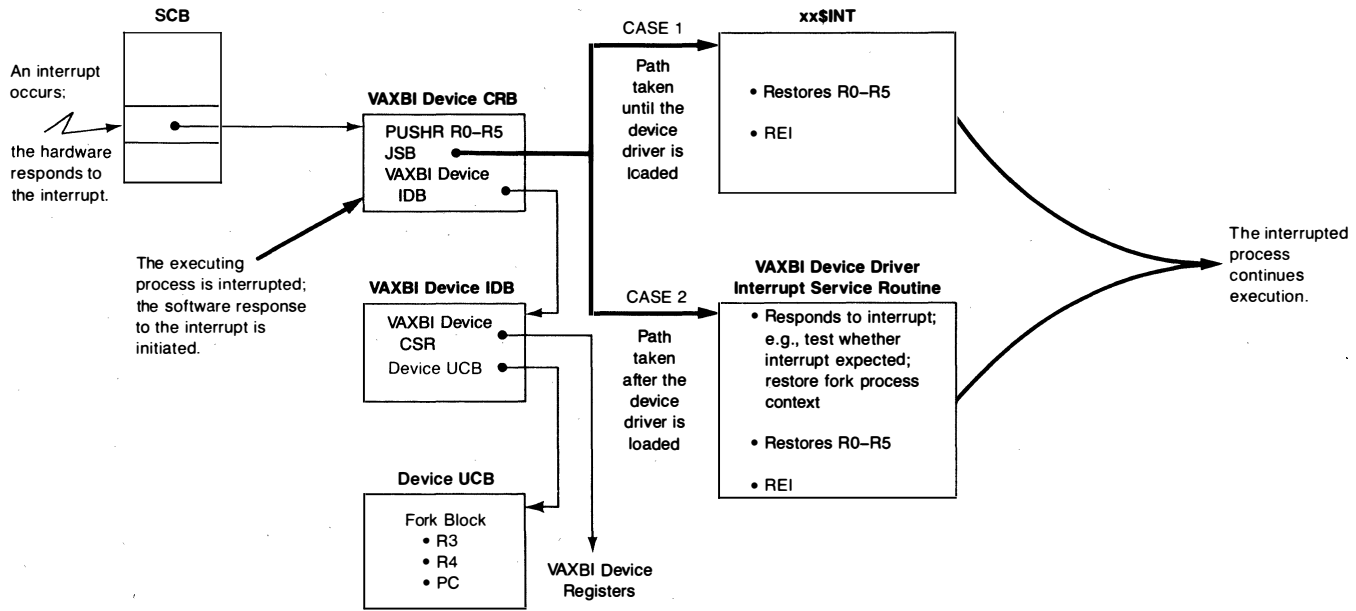 SCB
An interrupt
occurs;
the hardware
responds to
the interrupt.
VAXBI Device CRB
PUSHR R0–R5
JSB
VAXBI Device
IDB
The executing
process is interrupted;
the software response
to the interrupt is
initiated.
VAXBI Device IDB
VAXBI Device
CSR
Device UCB
Device UCB
Fork Block
• R3
• R4
• PC
VAXBI Device
Registers
CASE 1
Path
taken
until the
device
driver is
loaded
xx$INT
• Restores R0–R5
• REI
CASE 2
Path
taken
after the
device
driver is
loaded
VAXBI Device Driver
Interrupt Service Routine
• Responds to interrupt;
e.g., test whether
interrupt expected;
restore fork process
context
• Restores R0–R5
• REI
The interrupted
process
continues
execution.